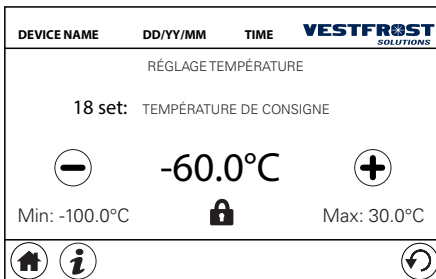 DEVICE NAME DD/YY/MM TIME VESTFROST
SOLUTIONS
RÉGLAGE TEMPÉRATURE
18 set: TEMPÉRATURE DE CONSIGNE
-60.0°C
Min: -100.0°C Max: 30.0°C
i